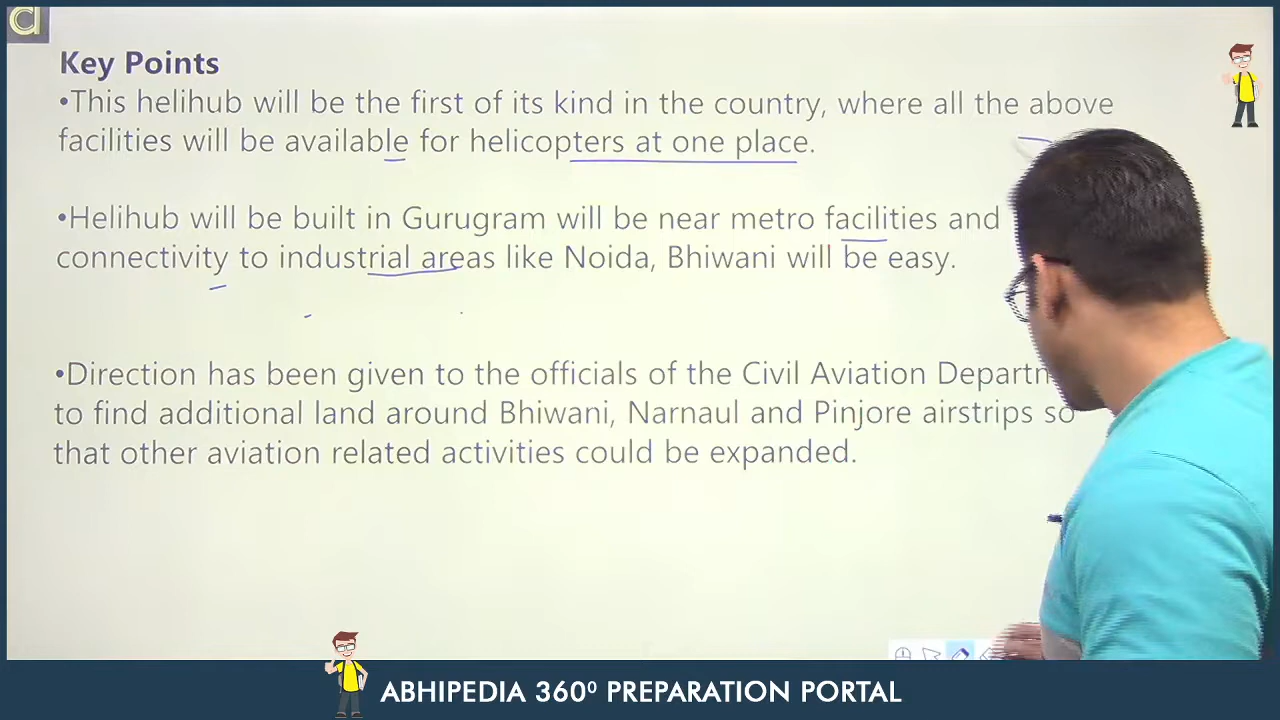 a
Key Points
•This helihub will be the first of its kind in the country, where all the above
facilities will be available for helicopters at one place.
•Helihub will be built in Gurugram will be near metro facilities and
connectivity to industrial areas like Noida, Bhiwani will be easy.
•Direction has been given to the officials of the Civil Aviation Departm
to find additional land around Bhiwani, Narnaul and Pinjore airstrips so
that other aviation related activities could be expanded.
ABHIPEDIA 360⁰ PREPARATION PORTAL